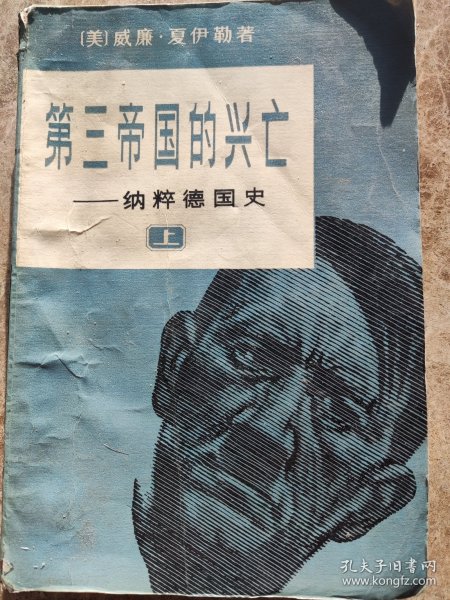 〔美〕威廉·夏伊勒著
第三帝国的兴亡
——纳粹德国史
上
孔夫子旧书网
www.kongfz.com